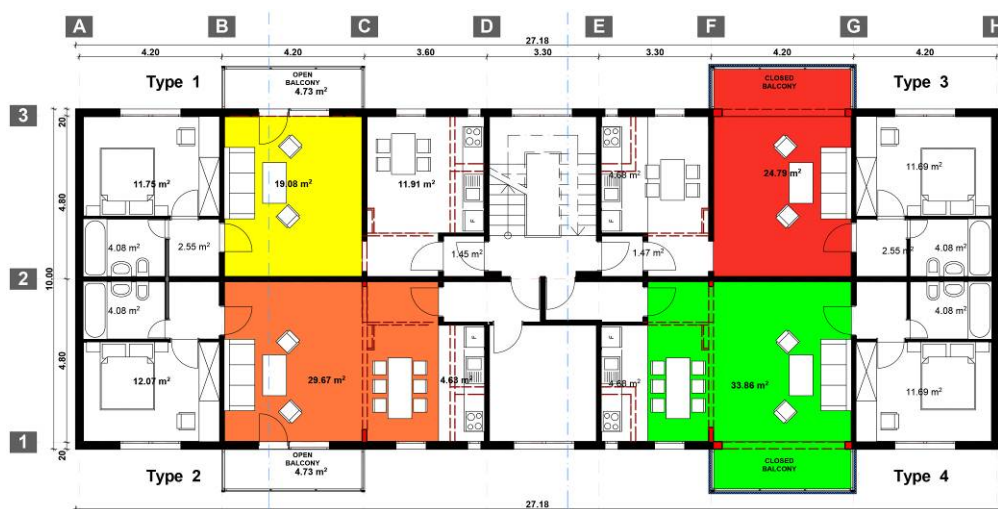 A B C D E F G H
27.18
4.20 4.20 3.60 3.30 3.30 4.20 4.20
Type 1
OPEN
BALCONY
4.73 m²
CLOSED
BALCONY
Type 3
3
20
11.75 m²
19.08 m²
11.91 m²
4.68 m²
24.79 m²
11.69 m²
4.80
F
F
4.08 m²
2.55 m²
1.45 m²
1.47 m²
2.55 m²
4.08 m²
2
10.00
4.08 m²
4.08 m²
F
F
4.80
12.07 m²
29.67 m²
4.63 m²
4.68 m²
33.86 m²
11.69 m²
1
20
Type 2
OPEN
BALCONY
4.73 m²
CLOSED
BALCONY
Type 4
27.18